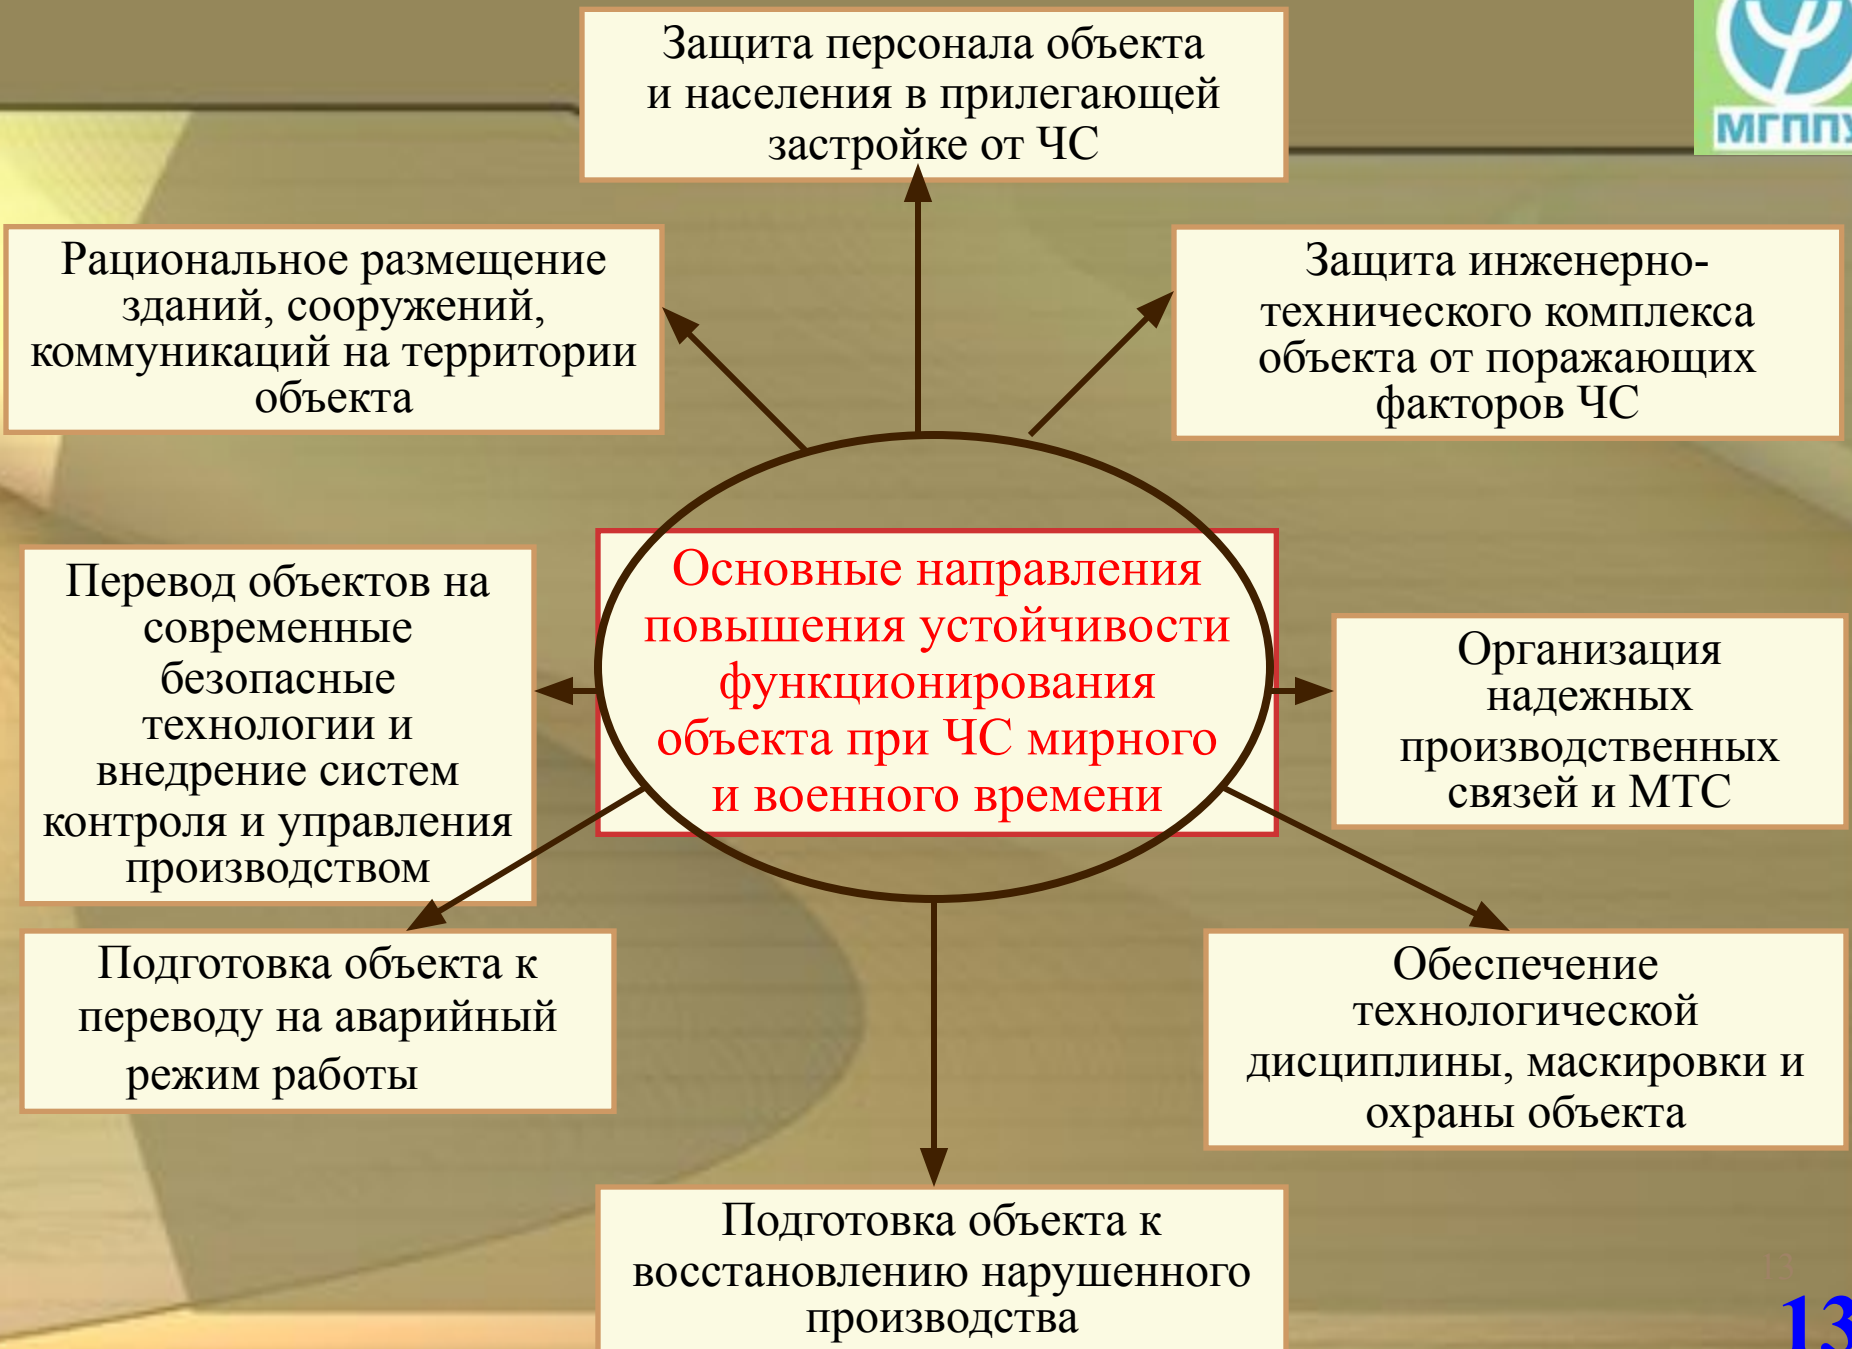 Защита персонала объекта
и населения в прилегающей
застройке от ЧС
МГППУ
Рациональное размещение
зданий, сооружений,
коммуникаций на территории
объекта
Защита инженерно-
технического комплекса
объекта от поражающих
факторов ЧС
Основные направления
повышения устойчивости
функционирования
объекта при ЧС мирного
и военного времени
Перевод объектов на
современные
безопасные
технологии и
внедрение систем
контроля и управления
производством
Организация
надежных
производственных
связей и МТС
Подготовка объекта к
переводу на аварийный
режим работы
Обеспечение
технологической
дисциплины, маскировки и
охраны объекта
Подготовка объекта к
восстановлению нарушенного
производства
13
13